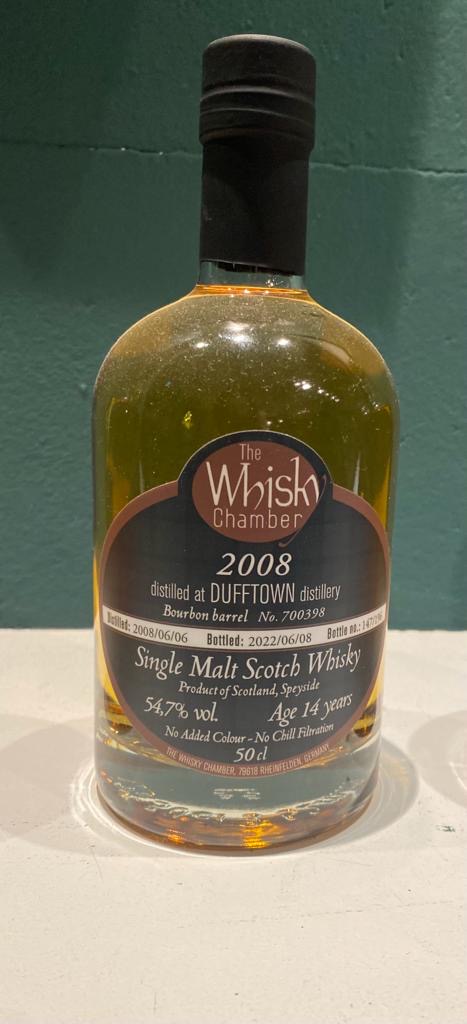 The
Whisky
Chamber
2008
distilled at DUFFTOWN distillery
Bourbon barrel No. 700398
Distilled: 2008/06/06 Bottled: 2022/06/08 Bottle no.:
Single Malt Scotch Whisky
Product of Scotland, Speyside
54,7% vol. Age 14 years
No Added Colour - No Chill Filtration
50 cl
THE WHISKY CHAMBER, 79618 RHEINFELDEN, GERMANY